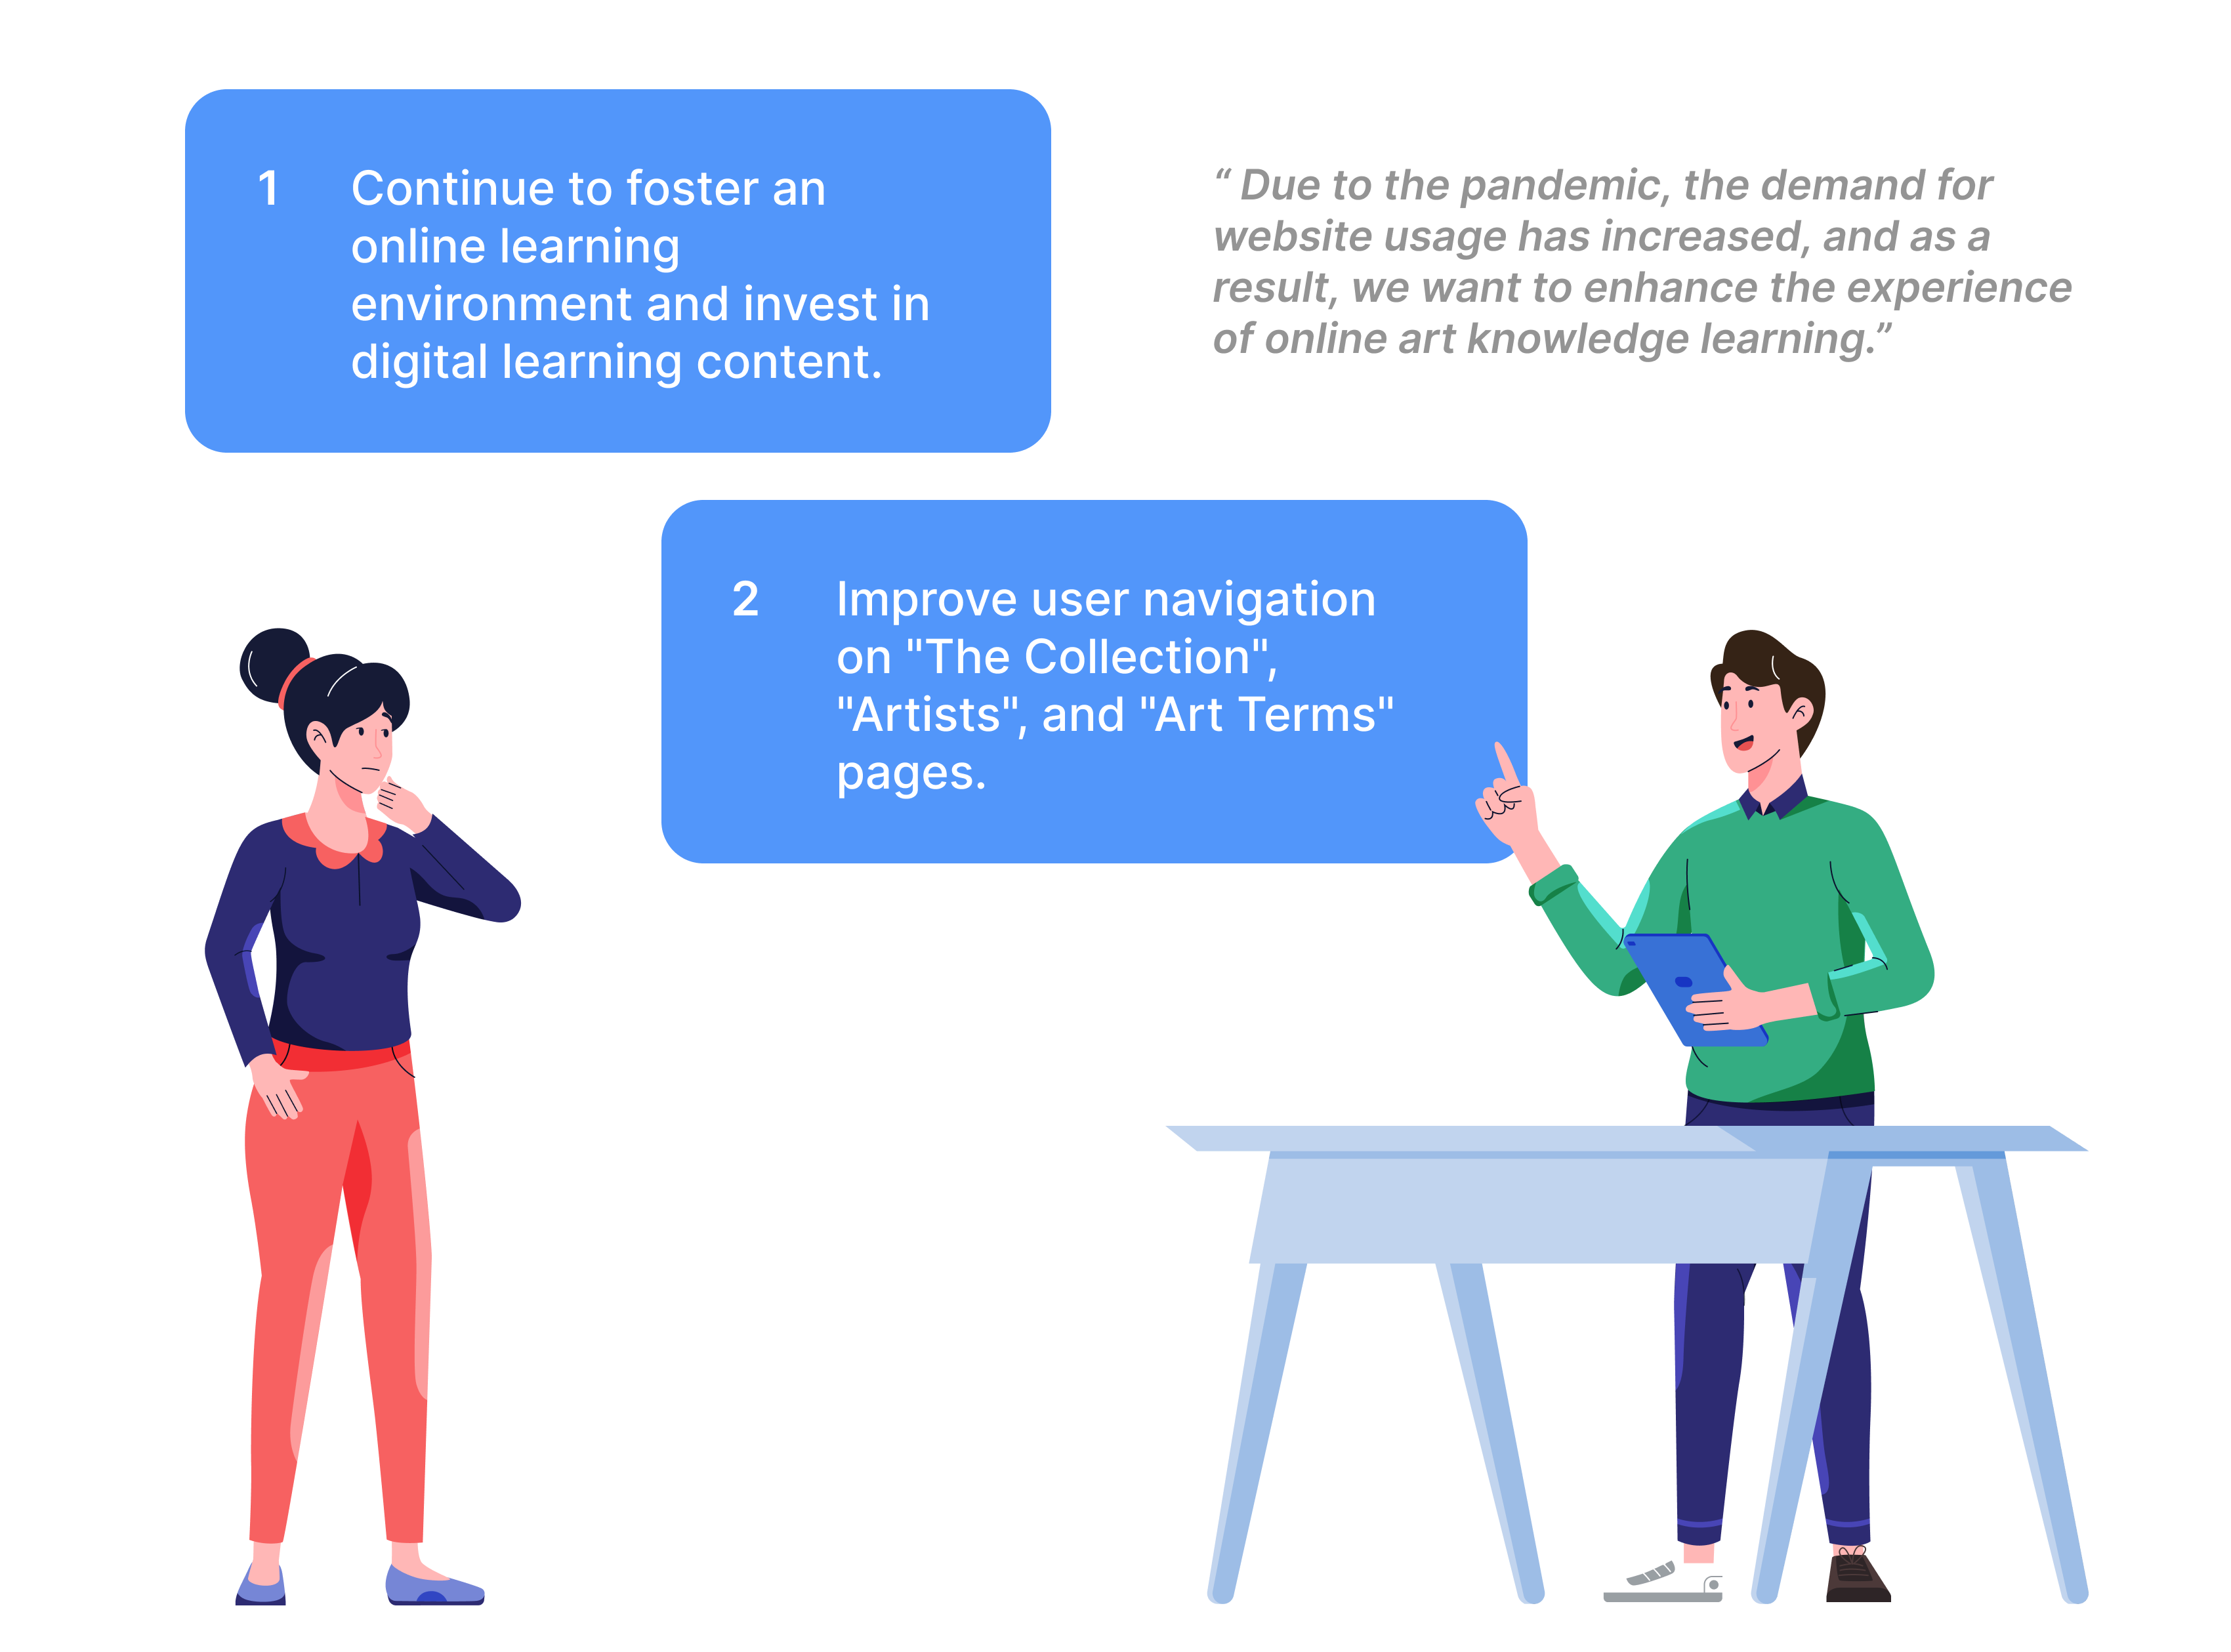 1
Continue to foster an
online learning
environment and invest in
digital learning content.
“ Due to the pandemic, the demand for
website usage has increased, and as a
result, we want to enhance the experience
of online art knowledge learning.”
2
Improve user navigation
on "The Collection",
"Artists", and "Art Terms"
pages.